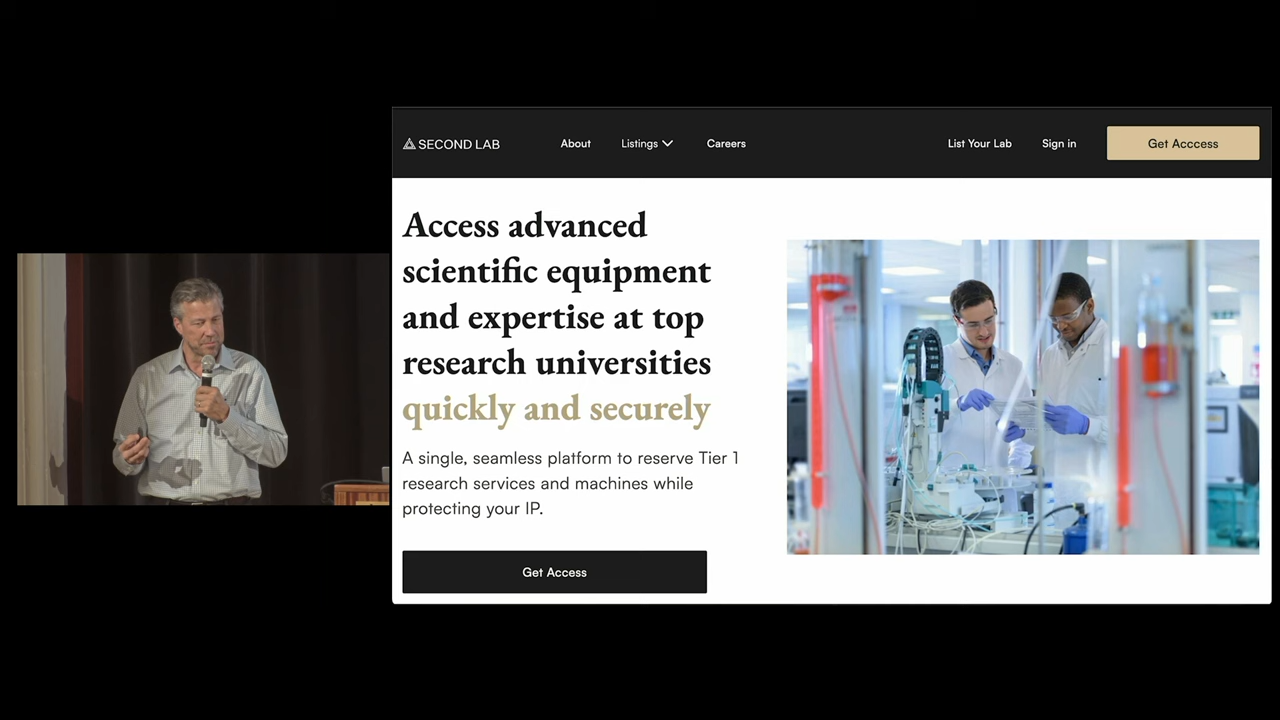 SECOND LAB
About
Listings
Careers
List Your Lab
Sign in
Get Acccess
Access advanced
scientific equipment
and expertise at top
research universities
quickly and securely
A single, seamless platform to reserve Tier 1
research services and machines while
protecting your IP.
Get Access